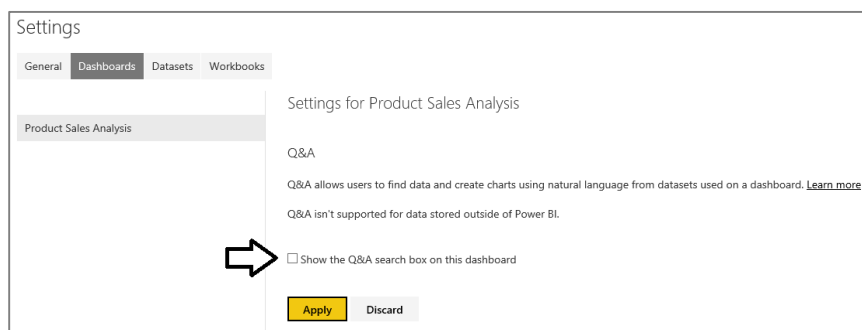 Settings
General Dashboards Datasets Workbooks
Settings for Product Sales Analysis
Product Sales Analysis
Q&A
Q&A allows users to find data and create charts using natural language from datasets used on a dashboard. Learn more
Q&A isn't supported for data stored outside of Power BI.
Show the Q&A search box on this dashboard
Apply Discard